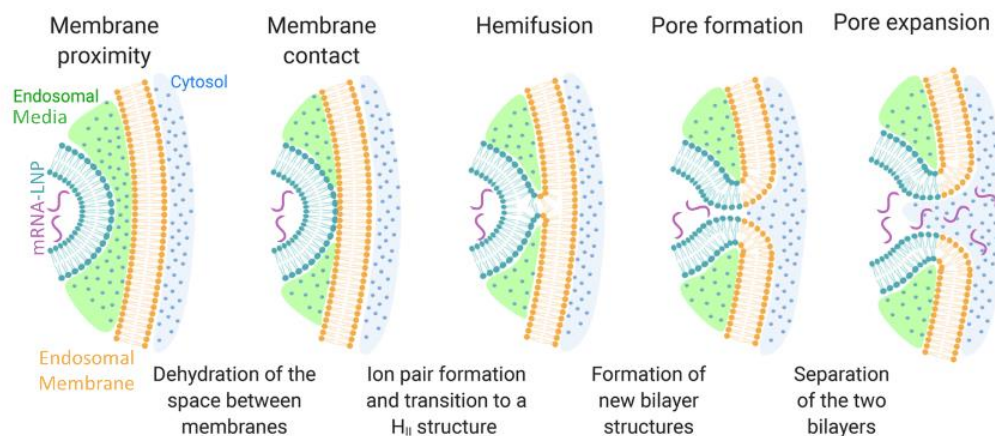 Membrane
proximity
Membrane
contact
Hemifusion
Pore formation
Pore expansion
Cytosol
Endosomal
Media
mRNA-LNP
Endosomal
Membrane
Dehydration of the
space between
membranes
Ion pair formation
and transition to a
HII structure
Formation of
new bilayer
structures
Separation
of the two
bilayers